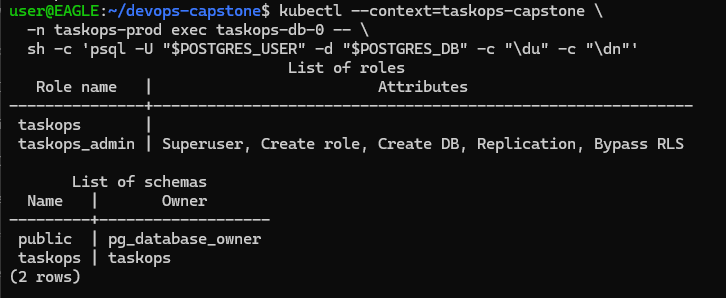 user@EAGLE:~/devops-capstone$ kubectl --context=taskops-capstone \
  -n taskops-prod exec taskops-db-0 -- \
  sh -c 'psql -U "$POSTGRES_USER" -d "$POSTGRES_DB" -c "\du" -c "\dn"'
                                List of roles
   Role name   |                         Attributes
---------------+------------------------------------------------------------
 taskops       |
 taskops_admin | Superuser, Create role, Create DB, Replication, Bypass RLS

       List of schemas
  Name   |       Owner
---------+-------------------
 public  | pg_database_owner
 taskops | taskops
(2 rows)